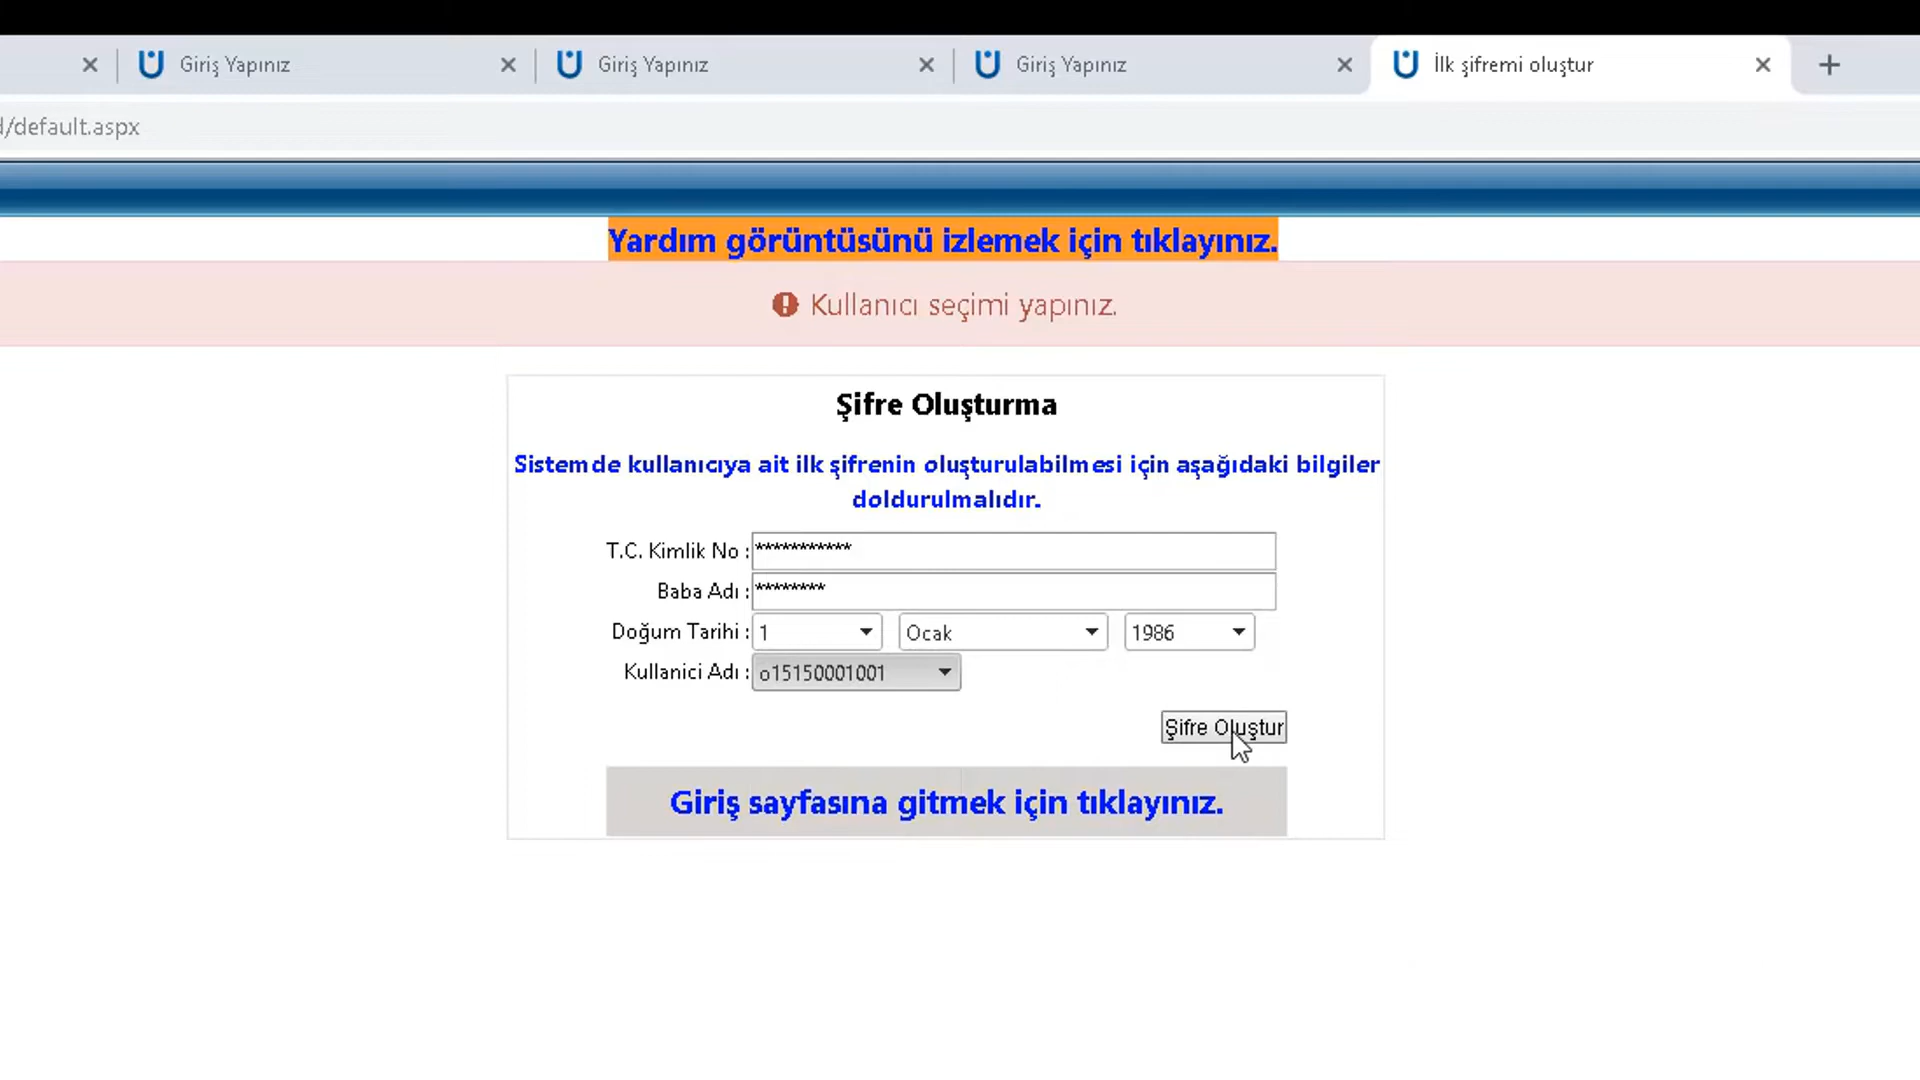 Giriş Yapınız
Giriş Yapınız
Giriş Yapınız
İlk şifremi oluştur
/default.aspx
Yardım görüntüsünü izlemek için tıklayınız.
Kullanıcı seçimi yapınız.
Şifre Oluşturma
Sistemde kullanıcıya ait ilk şifrenin oluşturulabilmesi için aşağıdaki bilgiler
doldurulmalıdır.
T.C. Kimlik No : ***********
Baba Adı : ********
Doğum Tarihi : 1 Ocak 1986
Kullanici Adı : o15150001001
Şifre Oluştur
Giriş sayfasına gitmek için tıklayınız.